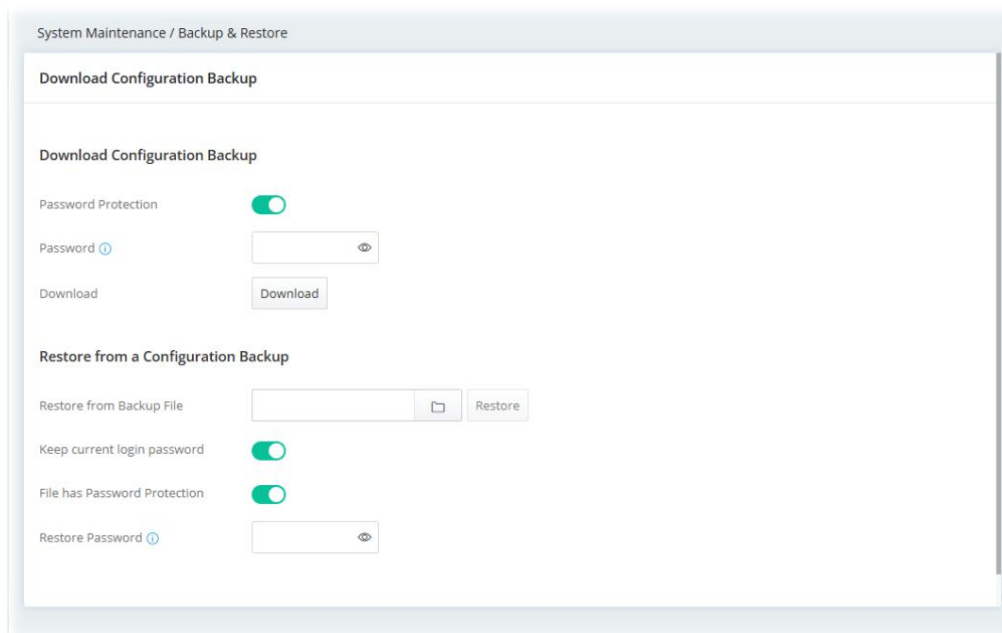 System Maintenance / Backup & Restore
Download Configuration Backup
Download Configuration Backup
Password Protection
Password
Download Download
Restore from a Configuration Backup
Restore from Backup File Restore
Keep current login password
File has Password Protection
Restore Password